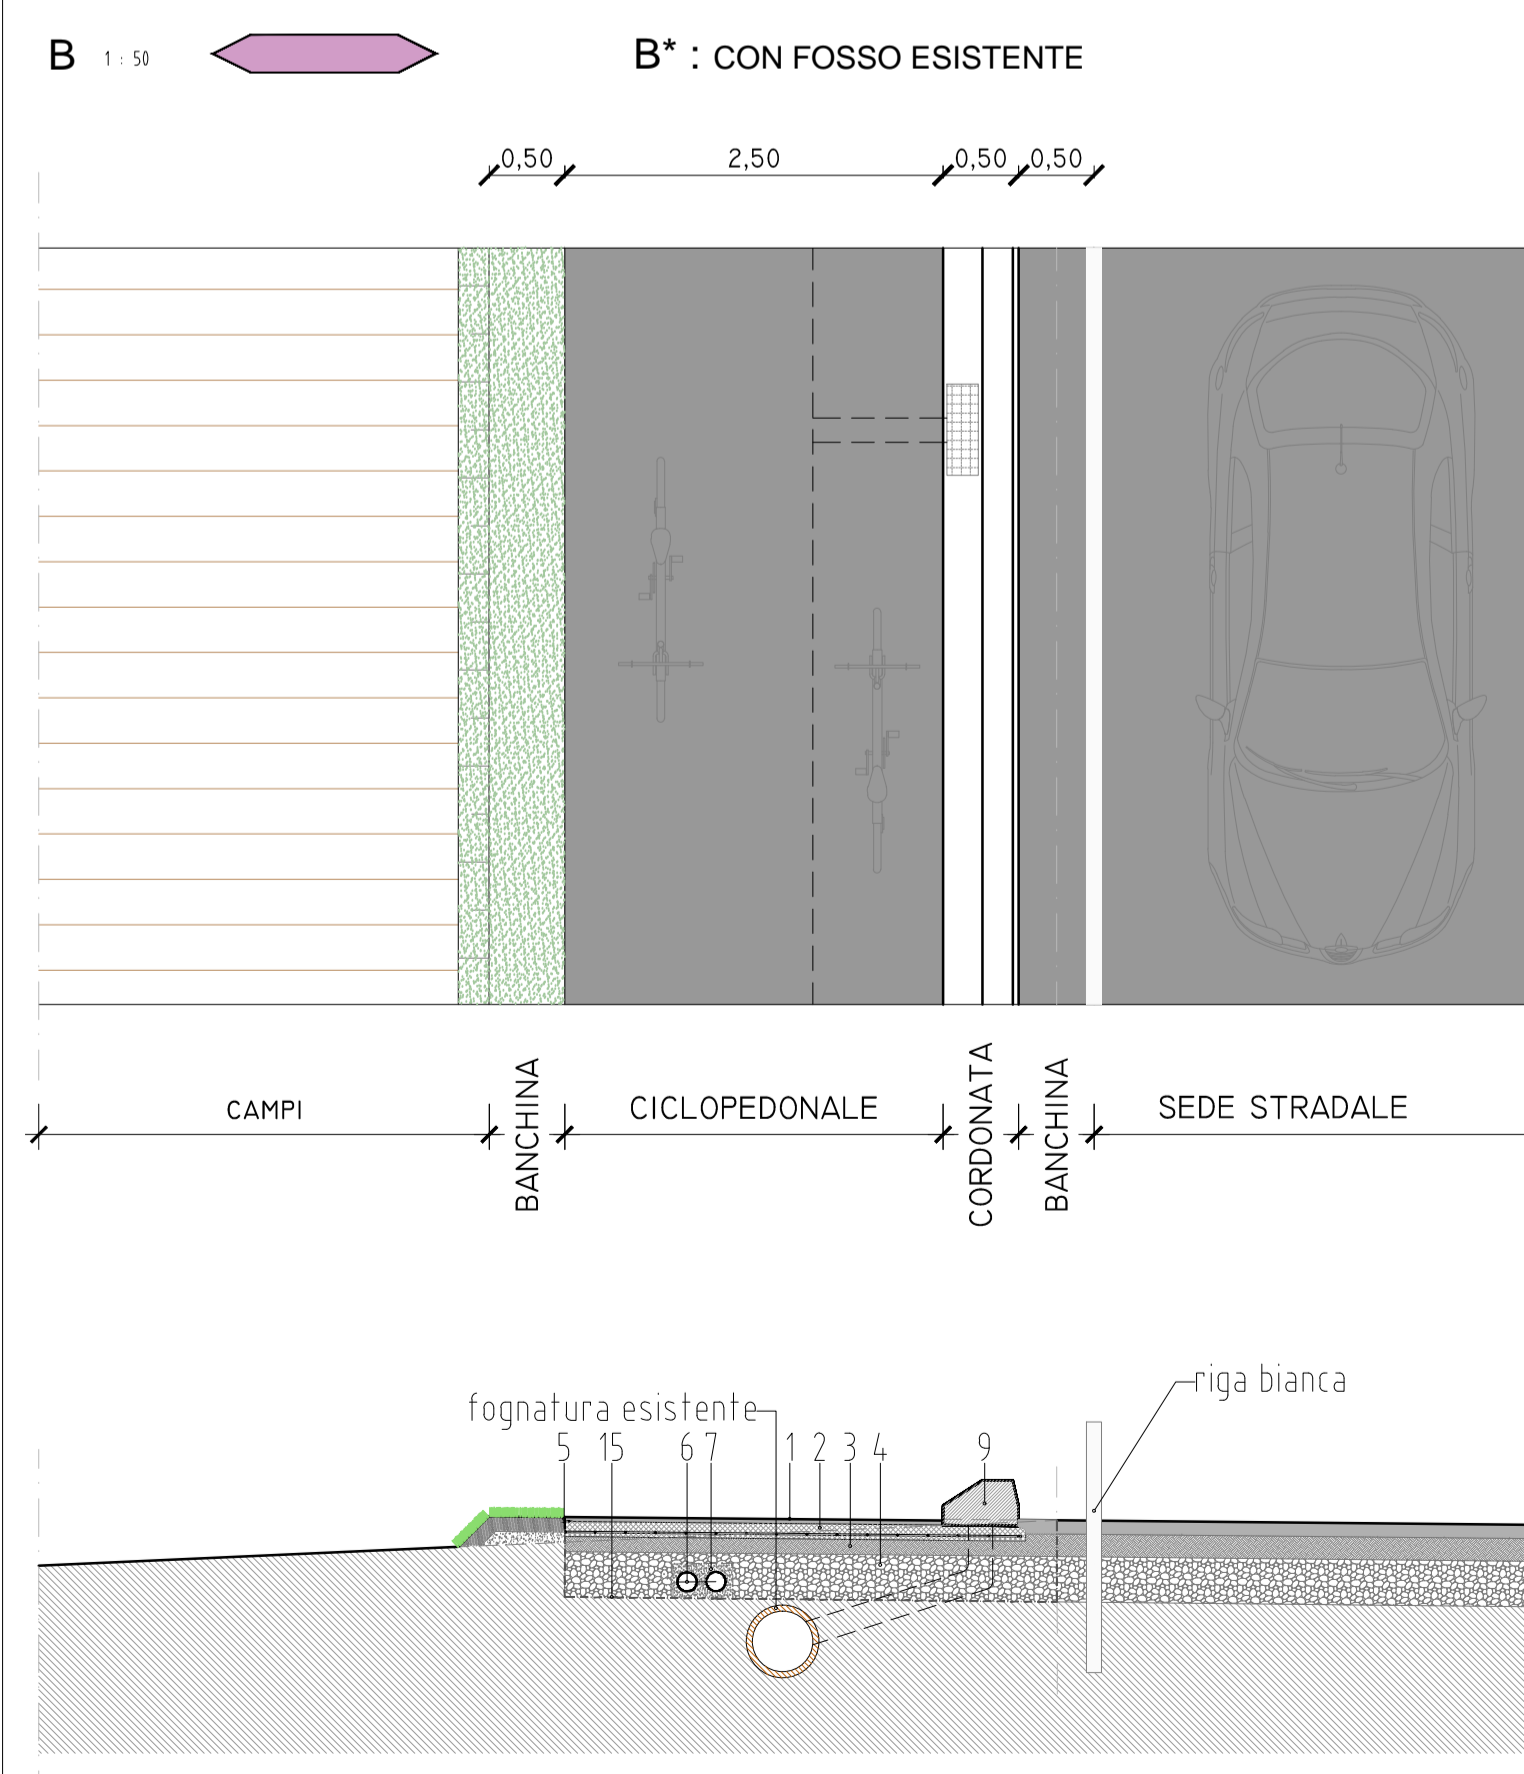 B 1 : 50 B* : CON FOSSO ESISTENTE
0,50 2,50 0,50 0,50
CAMPI BANCHINA CICLOPEDONALE CORDONATA BANCHINA SEDE STRADALE
riga bianca
fognatura esistente
5 15 6 7 1 2 3 4 9